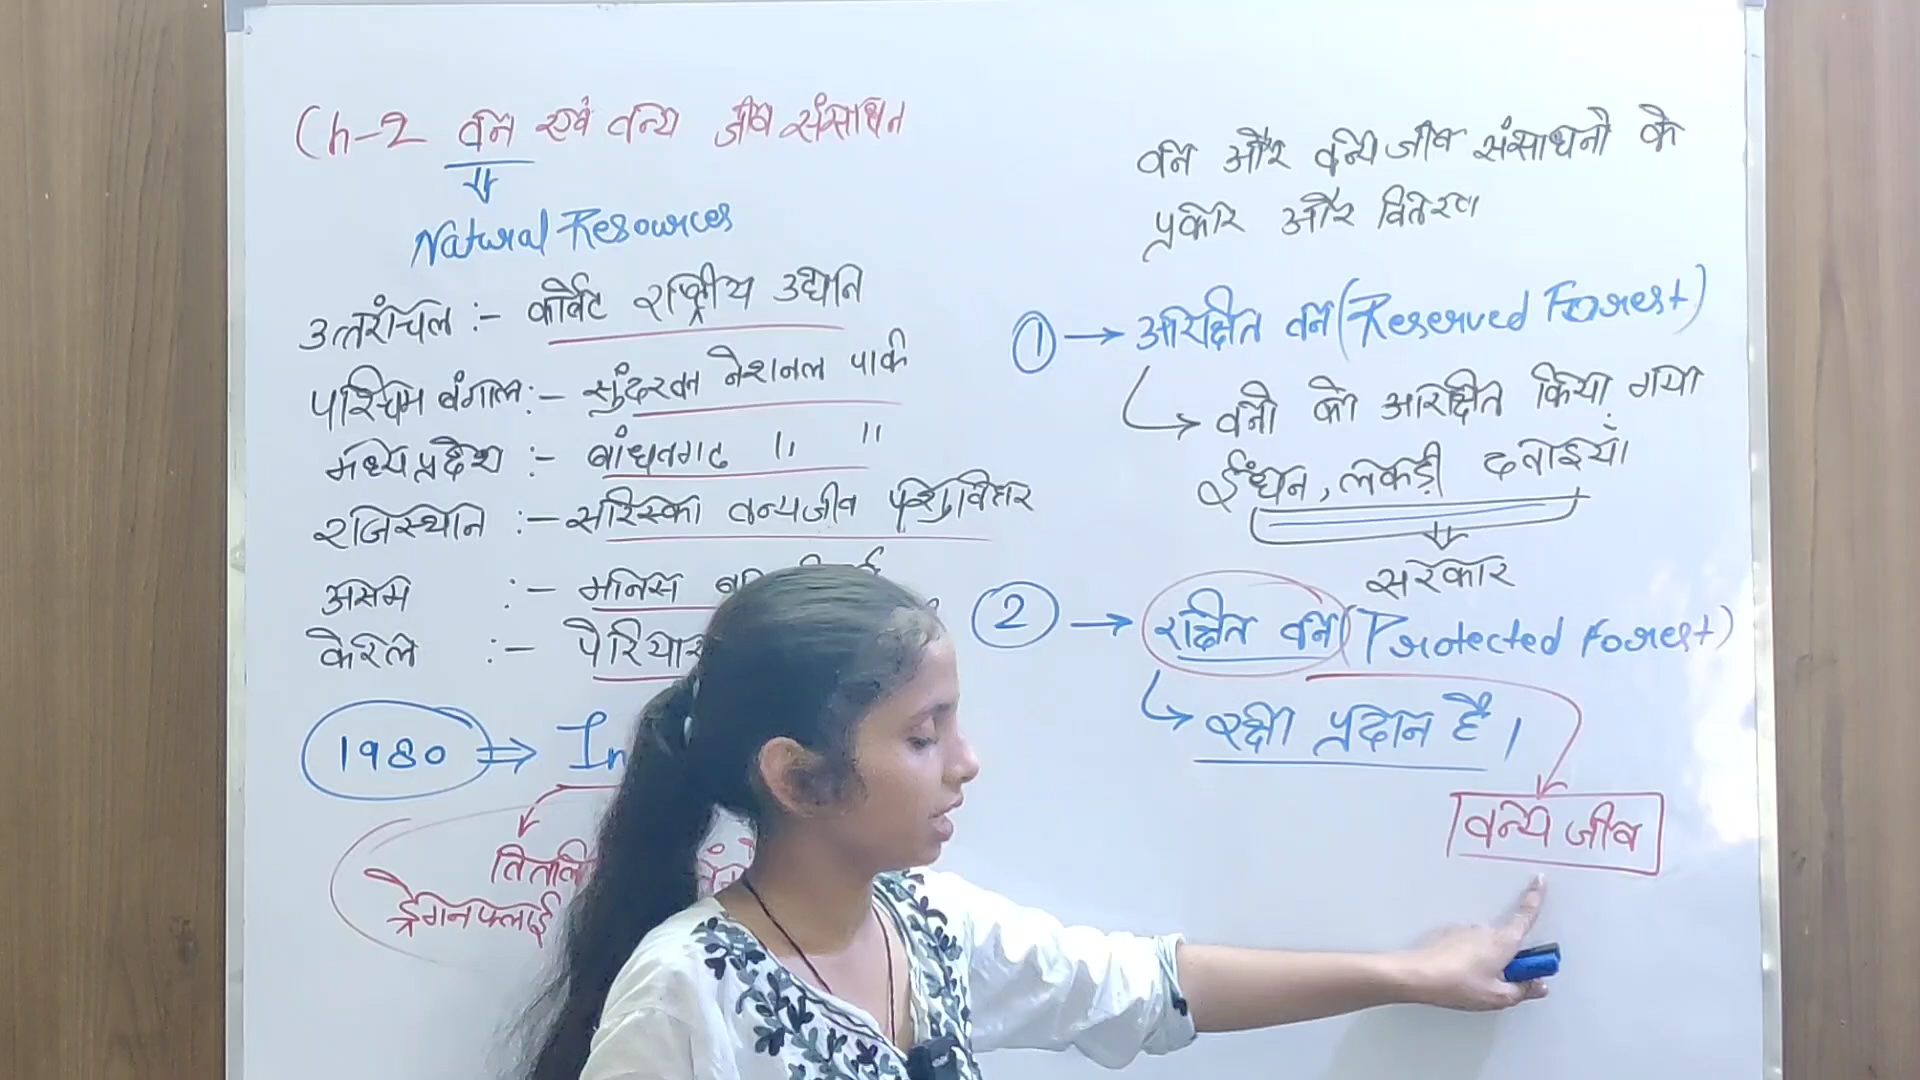 Ch-2 वन एवं वन्य जीव संसाधन
Natural Resources
उत्तरांचल :- कॉर्बेट राष्ट्रीय उद्यान
पश्चिम बंगाल :- सुंदरवन नेशनल पार्क
मध्य प्रदेश :- बांधवगढ " "
राजस्थान :- सरिस्का वन्यजीव पशुविहार
असम :- मानस
केरल :- पेरियार
1980 ⇒ In
तितलि
ड्रैगनफ्लाई
वन और वन्य जीव संसाधनों के
प्रकार और वितरण
① → आरक्षित वन (Reserved Forest)
वनों को आरक्षित किया गया
ईंधन, लकड़ी दवाइयाँ
सरकार
② → रक्षित वन (Protected Forest)
रक्षा प्रदान है।
वन्य जीव